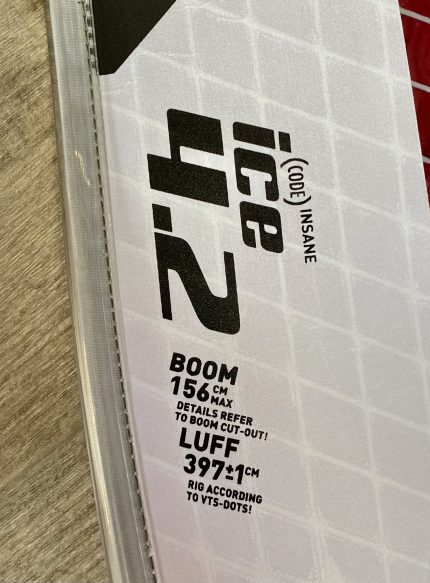 ice
(CODE) INSANE
4.2
BOOM
156 CM MAX
DETAILS REFER
TO BOOM CUT-OUT!
LUFF
397±1 CM
RIG ACCORDING
TO VTS-DOTS!